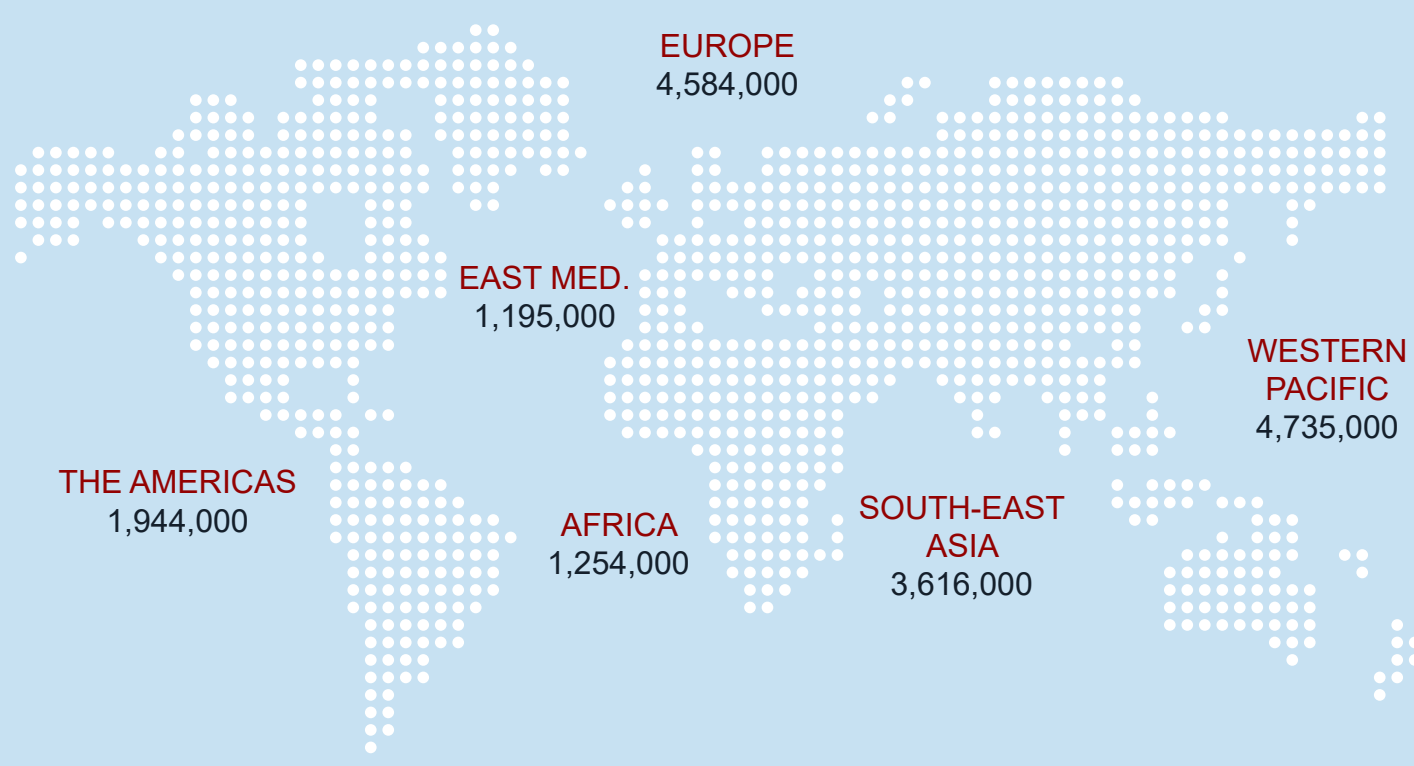 EUROPE
4,584,000
EAST MED.
1,195,000
WESTERN
PACIFIC
4,735,000
THE AMERICAS
1,944,000
AFRICA
1,254,000
SOUTH-EAST
ASIA
3,616,000